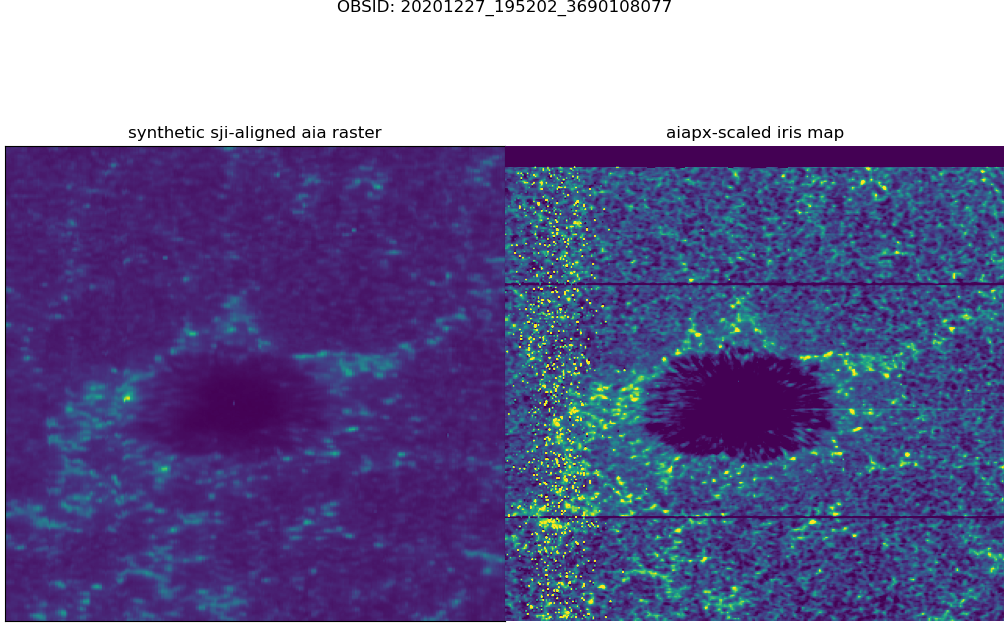 OBSID: 20201227_195202_3690108077
synthetic sji-aligned aia raster
aiapx-scaled iris map